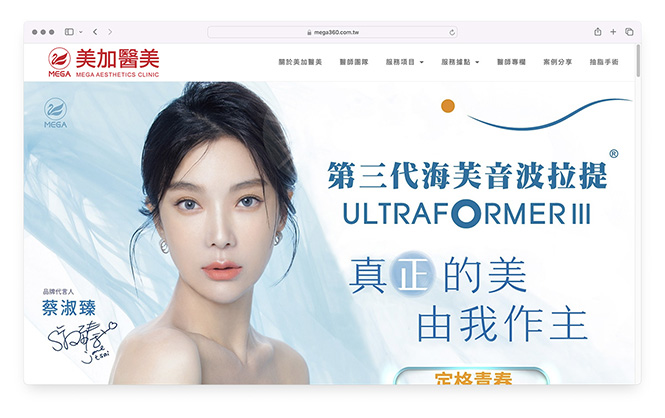 mega360.com.tw
美加醫美
MEGA
MEGA AESTHETICS CLINIC
關於美加醫美 醫師團隊 服務項目 服務據點 醫師專欄 案例分享 抽脂手術
MEGA
第三代海芙音波拉提®
ULTRAFORMER III
真正的美
由我作主
品牌代言人
蔡淑臻
定格青春